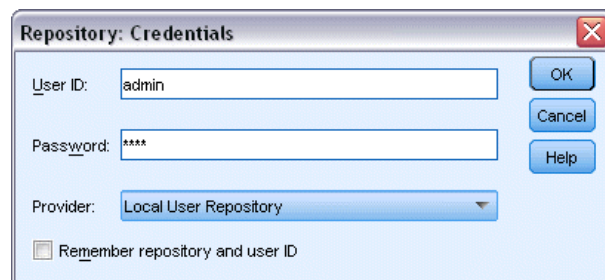 Repository: Credentials
User ID:
admin
OK
Cancel
Password:
****
Help
Provider:
Local User Repository
Remember repository and user ID